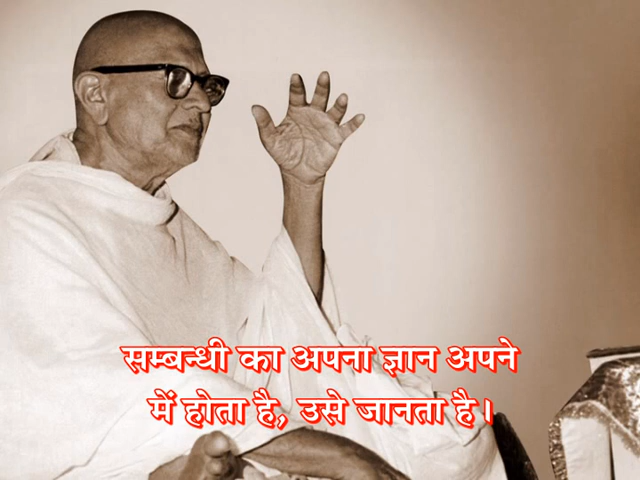 सम्बन्धी का अपना ज्ञान अपने
में होता है, उसे जानता है।